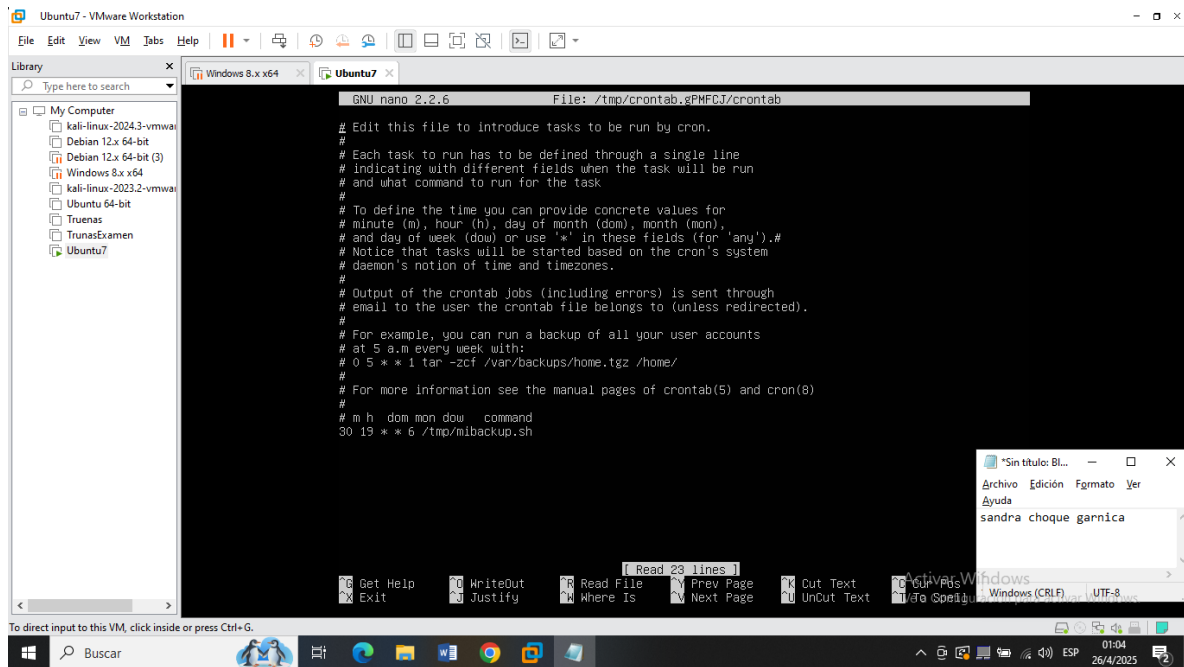 Ubuntu7 - VMware Workstation
File Edit View VM Tabs Help
Library
Type here to search
My Computer
kali-linux-2024.3-vmwar
Debian 12.x 64-bit
Debian 12.x 64-bit (3)
Windows 8.x x64
kali-linux-2023.2-vmwar
Ubuntu 64-bit
Truenas
TrunasExamen
Ubuntu7
Windows 8.x x64
Ubuntu7
GNU nano 2.2.6 File: /tmp/crontab.gPMFCJ/crontab
# Edit this file to introduce tasks to be run by cron.
#
# Each task to run has to be defined through a single line
# indicating with different fields when the task will be run
# and what command to run for the task
#
# To define the time you can provide concrete values for
# minute (m), hour (h), day of month (dom), month (mon),
# and day of week (dow) or use '*' in these fields (for 'any').#
# Notice that tasks will be started based on the cron's system
# daemon's notion of time and timezones.
#
# Output of the crontab jobs (including errors) is sent through
# email to the user the crontab file belongs to (unless redirected).
#
# For example, you can run a backup of all your user accounts
# at 5 a.m every week with:
# 0 5 * * 1 tar -zcf /var/backups/home.tgz /home/
#
# For more information see the manual pages of crontab(5) and cron(8)
#
# m h  dom mon dow   command
30 19 * * 6 /tmp/mibackup.sh
[ Read 23 lines ]
^G Get Help ^O WriteOut ^R Read File ^Y Prev Page ^K Cut Text ^C Cur Pos
^X Exit ^J Justify ^W Where Is ^V Next Page ^U UnCut Text ^T To Spell
*Sin título: Bl...
Archivo Edición Formato Ver
Ayuda
sandra choque garnica
Activar Windows
Windows (CRLF) UTF-8
To direct input to this VM, click inside or press Ctrl+G.
Buscar
ESP
01:04
26/4/2025